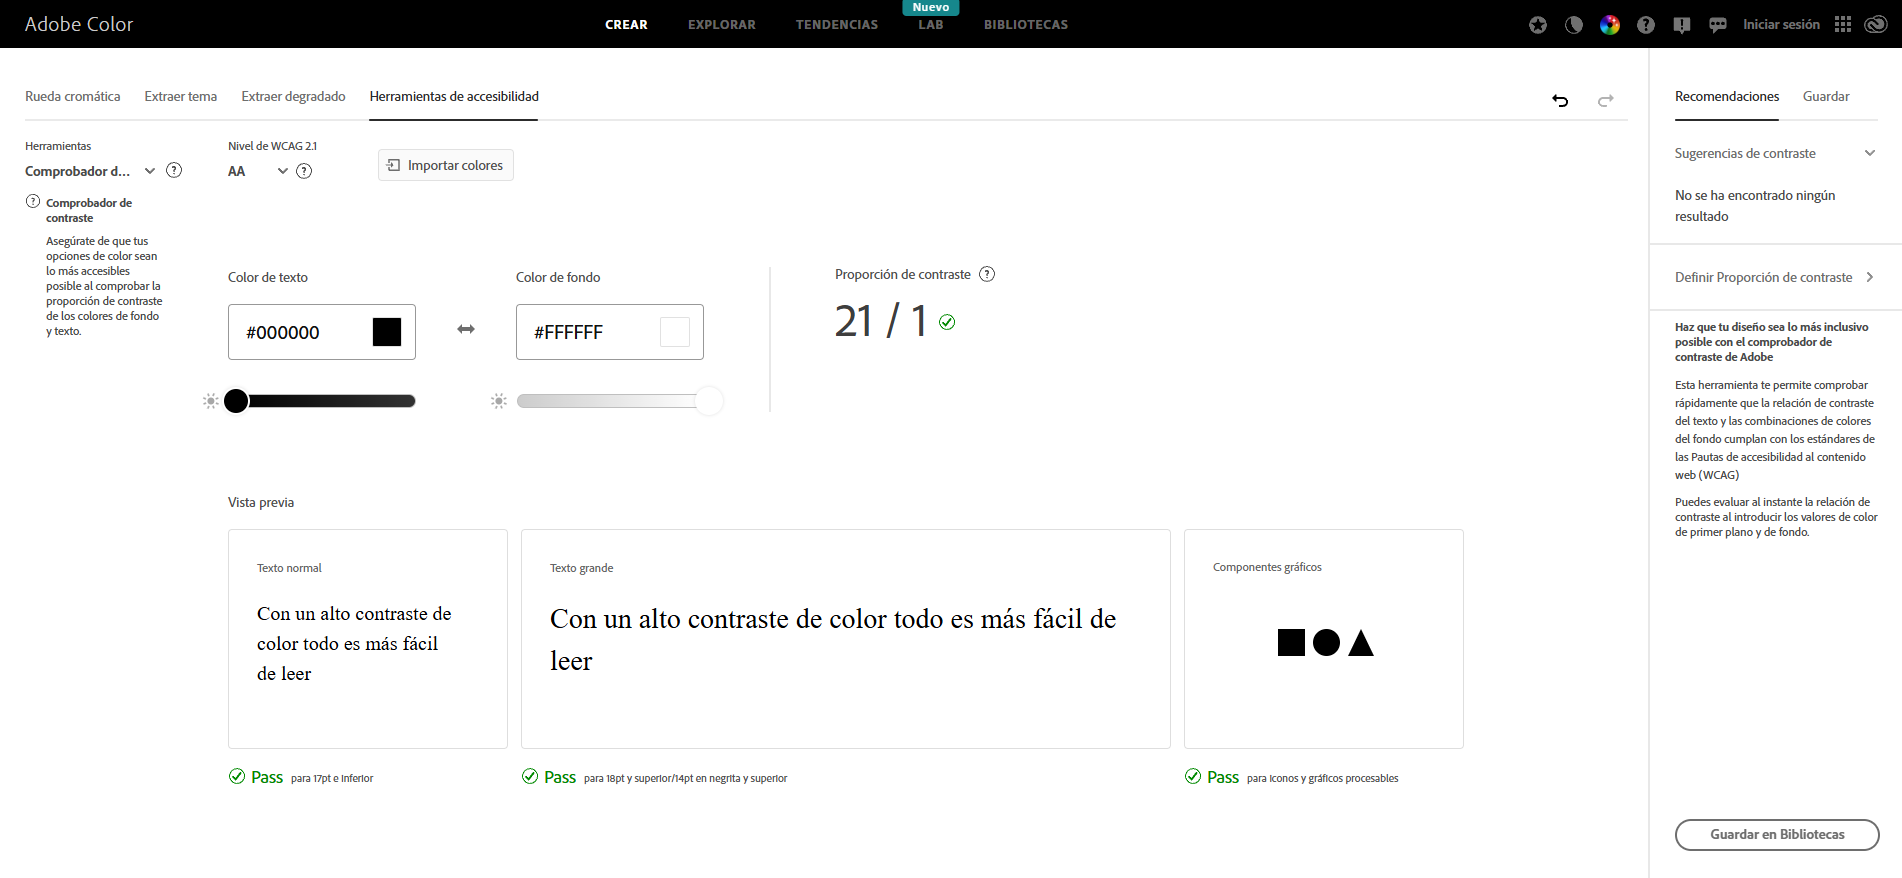 Adobe Color
CREAR
EXPLORAR
TENDENCIAS
Nuevo
LAB
BIBLIOTECAS
Iniciar sesión
Rueda cromática
Extraer tema
Extraer degradado
Herramientas de accesibilidad
Herramientas
Comprobador d...
Nivel de WCAG 2.1
AA
Importar colores
Comprobador de
contraste
Asegúrate de que tus
opciones de color sean
lo más accesibles
posible al comprobar la
proporción de contraste
de los colores de fondo
y texto.
Color de texto
#000000
Color de fondo
#FFFFFF
Proporción de contraste
21 / 1
Vista previa
Texto normal
Con un alto contraste de
color todo es más fácil
de leer
Pass para 17pt e inferior
Texto grande
Con un alto contraste de color todo es más fácil de
leer
Pass para 18pt y superior/14pt en negrita y superior
Componentes gráficos
Pass para iconos y gráficos procesables
Recomendaciones
Guardar
Sugerencias de contraste
No se ha encontrado ningún
resultado
Definir Proporción de contraste
Haz que tu diseño sea lo más inclusivo
posible con el comprobador de
contraste de Adobe
Esta herramienta te permite comprobar
rápidamente que la relación de contraste
del texto y las combinaciones de colores
del fondo cumplan con los estándares de
las Pautas de accesibilidad al contenido
web (WCAG)
Puedes evaluar al instante la relación de
contraste al introducir los valores de color
de primer plano y de fondo.
Guardar en Bibliotecas